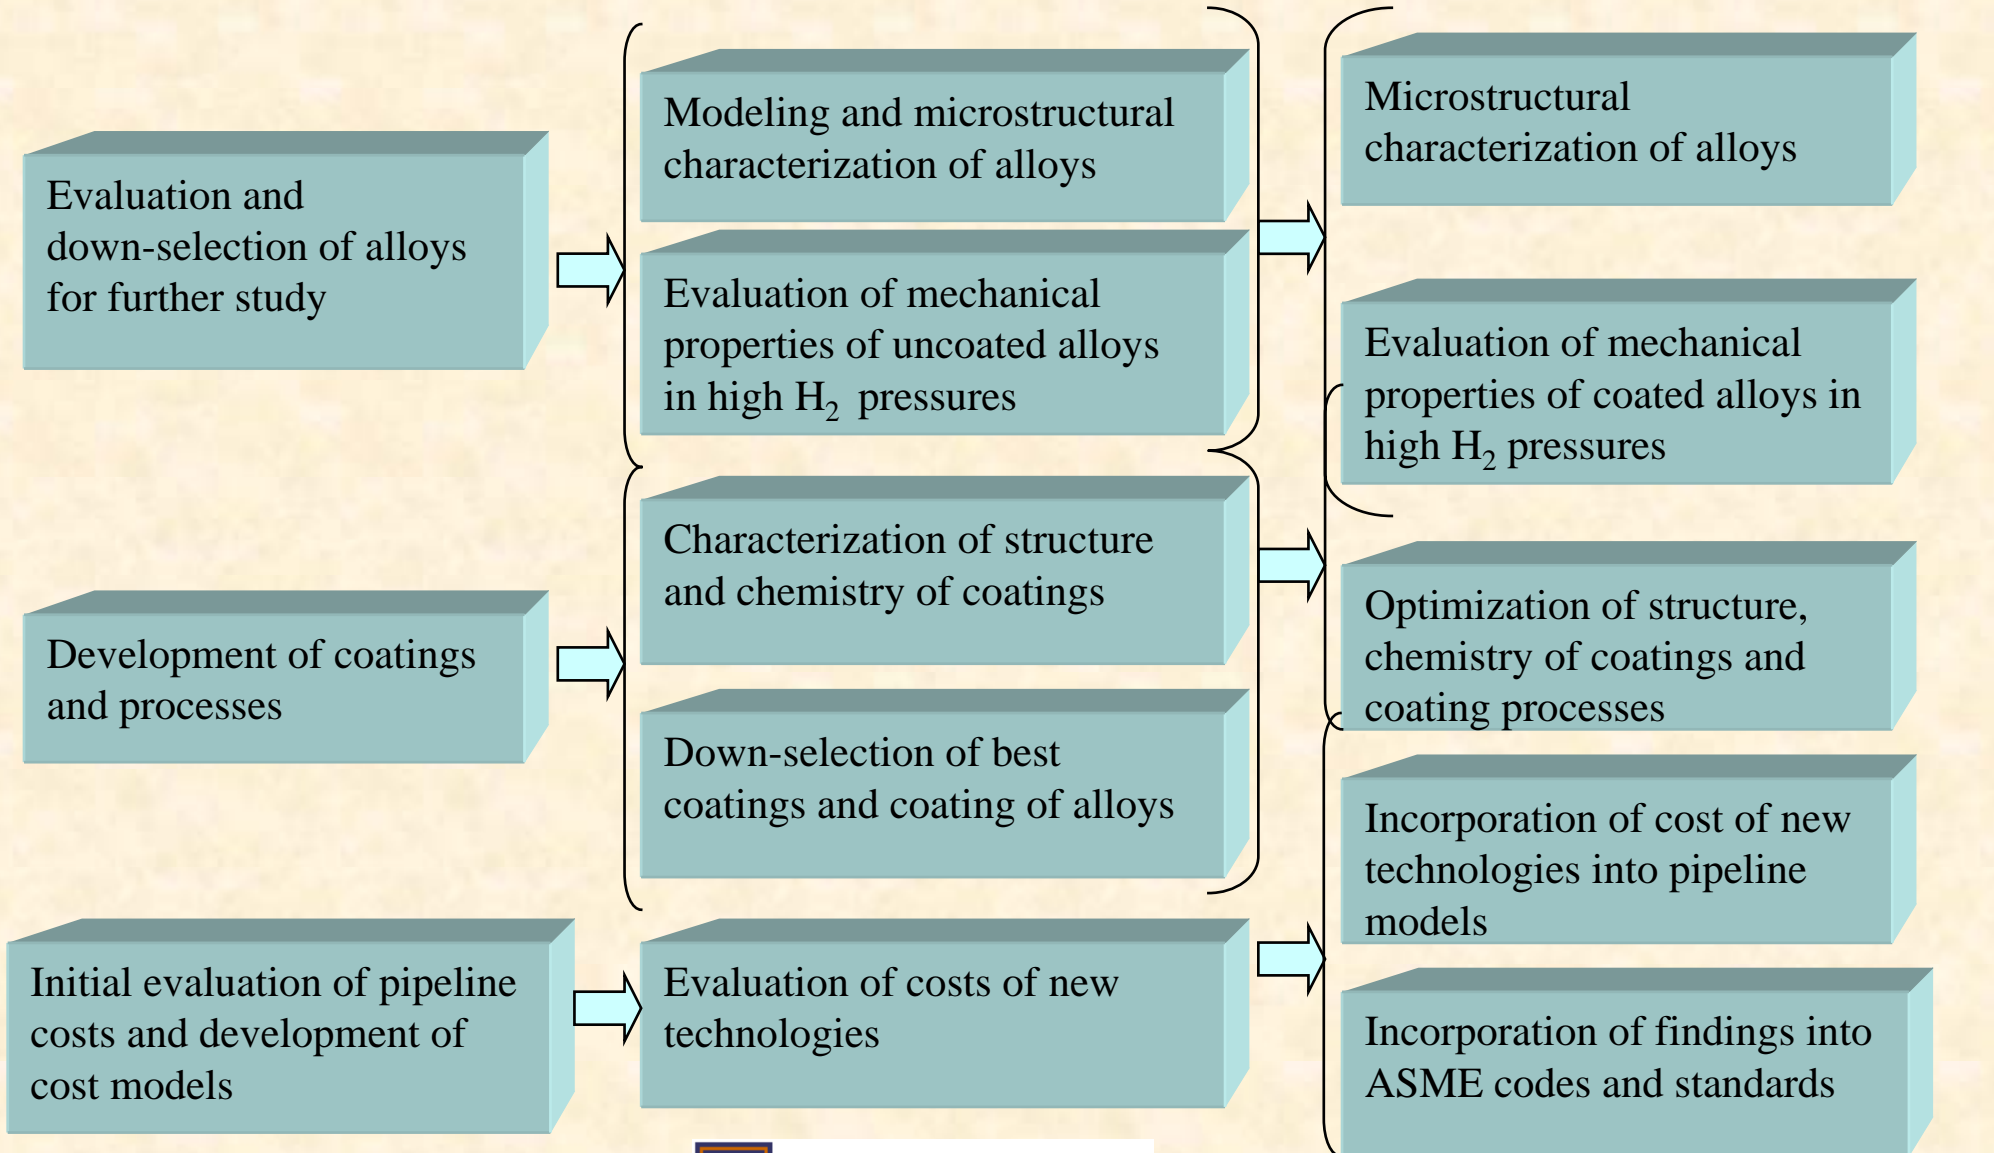 Evaluation and
down-selection of alloys
for further study
Development of coatings
and processes
Initial evaluation of pipeline
costs and development of
cost models
Modeling and microstructural
characterization of alloys
Evaluation of mechanical
properties of uncoated alloys
in high H₂ pressures
Characterization of structure
and chemistry of coatings
Down-selection of best
coatings and coating of alloys
Evaluation of costs of new
technologies
Microstructural
characterization of alloys
Evaluation of mechanical
properties of coated alloys in
high H₂ pressures
Optimization of structure,
chemistry of coatings and
coating processes
Incorporation of cost of new
technologies into pipeline
models
Incorporation of findings into
ASME codes and standards